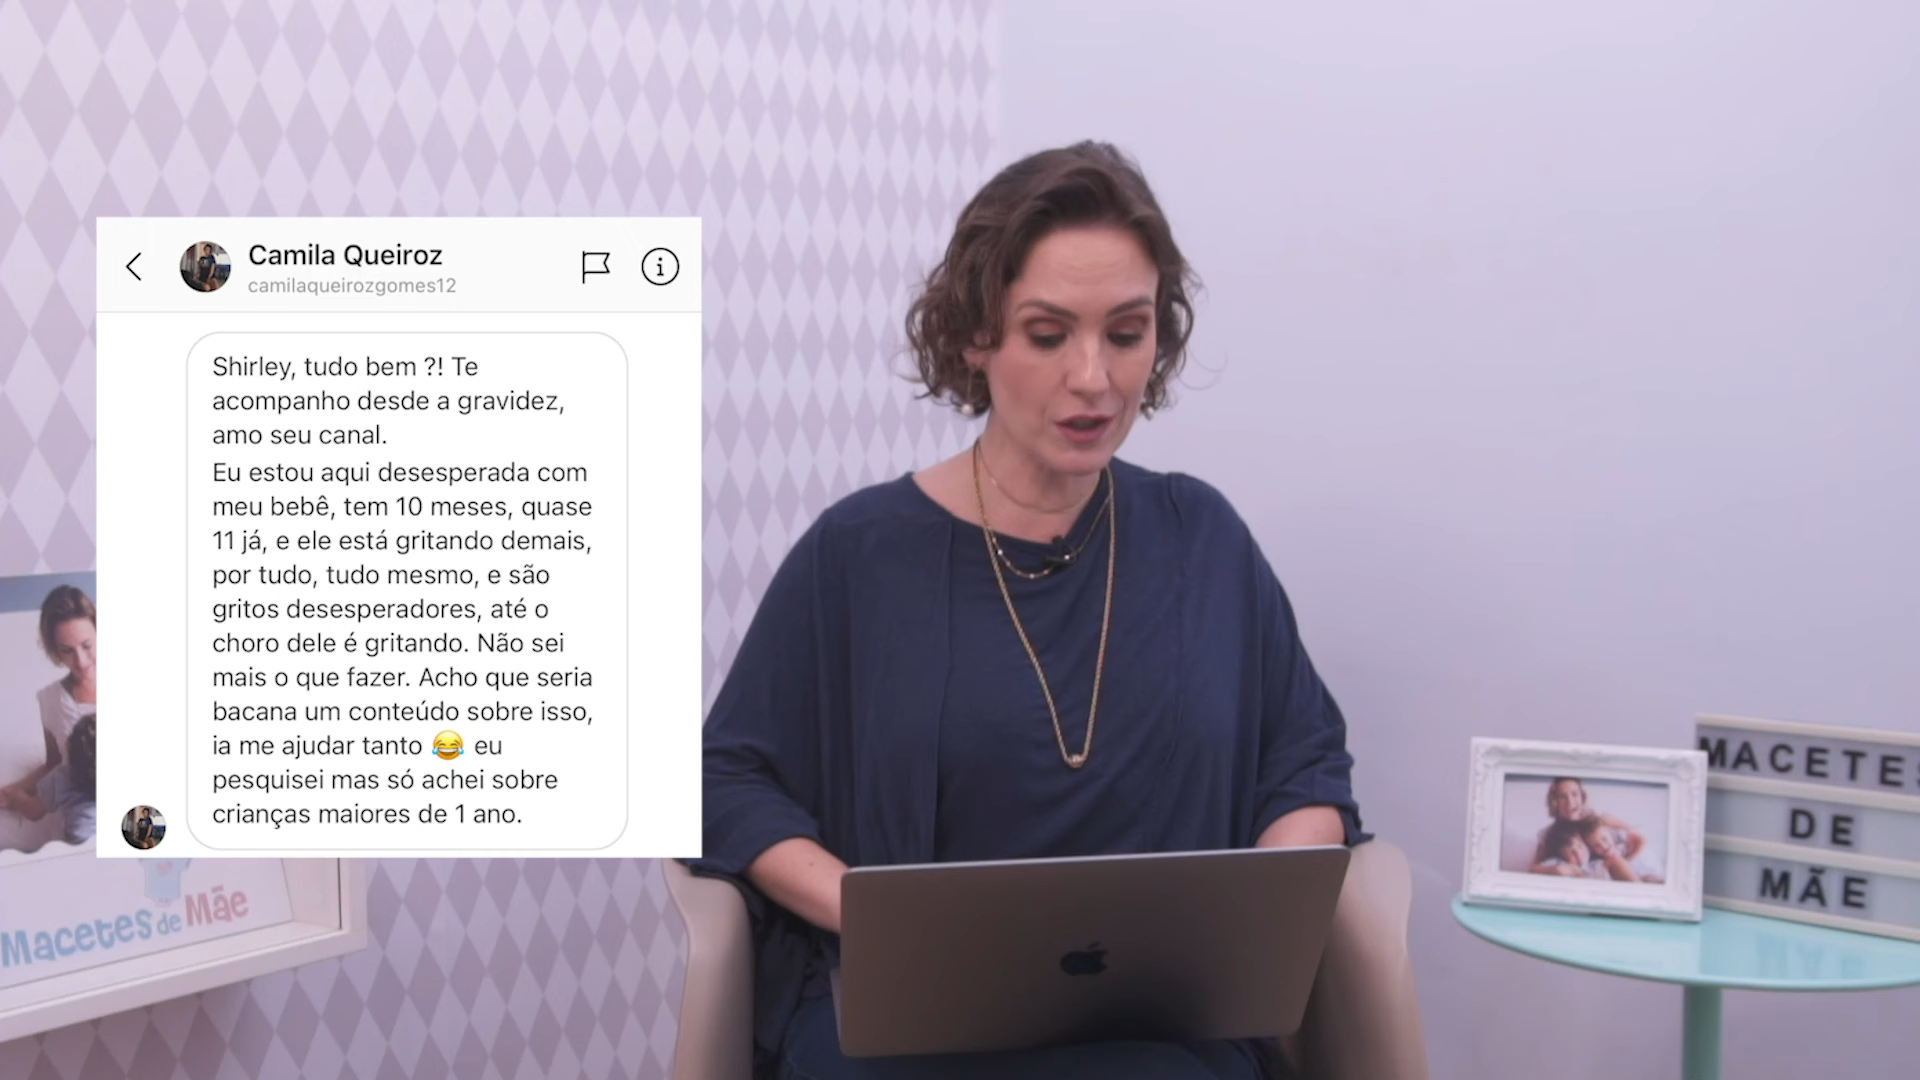 Camila Queiroz
camilaqueirozgomes12
Shirley, tudo bem ?! Te
acompanho desde a gravidez,
amo seu canal.
Eu estou aqui desesperada com
meu bebê, tem 10 meses, quase
11 já, e ele está gritando demais,
por tudo, tudo mesmo, e são
gritos desesperadores, até o
choro dele é gritando. Não sei
mais o que fazer. Acho que seria
bacana um conteúdo sobre isso,
ia me ajudar tanto 😂 eu
pesquisei mas só achei sobre
crianças maiores de 1 ano.
Macetes de Mãe
MACETES
DE
MÃE